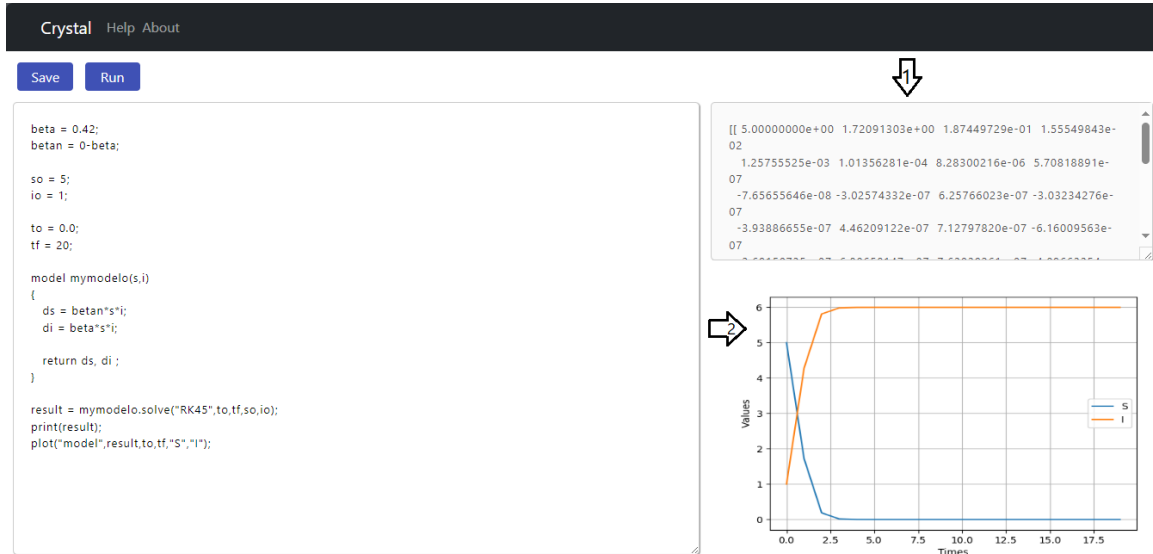 Crystal Help About
Save Run
1
beta = 0.42;
betan = 0-beta;
so = 5;
io = 1;
to = 0.0;
tf = 20;
model mymodelo(s,i)
{
ds = betan*s*i;
di = beta*s*i;
return ds, di ;
}
result = mymodelo.solve("RK45",to,tf,so,io);
print(result);
plot("model",result,to,tf,"S","I");
[[ 5.00000000e+00 1.72091303e+00 1.87449729e-01 1.55549843e-
02
1.25755525e-03 1.01356281e-04 8.28300216e-06 5.70818891e-
07
-7.65655646e-08 -3.02574332e-07 6.25766023e-07 -3.03234276e-
07
-3.93886655e-07 4.46209122e-07 7.12797820e-07 -6.16009563e-
07
2
6
5
4
3
2
1
0
Values
S
I
0.0 2.5 5.0 7.5 10.0 12.5 15.0 17.5
Times